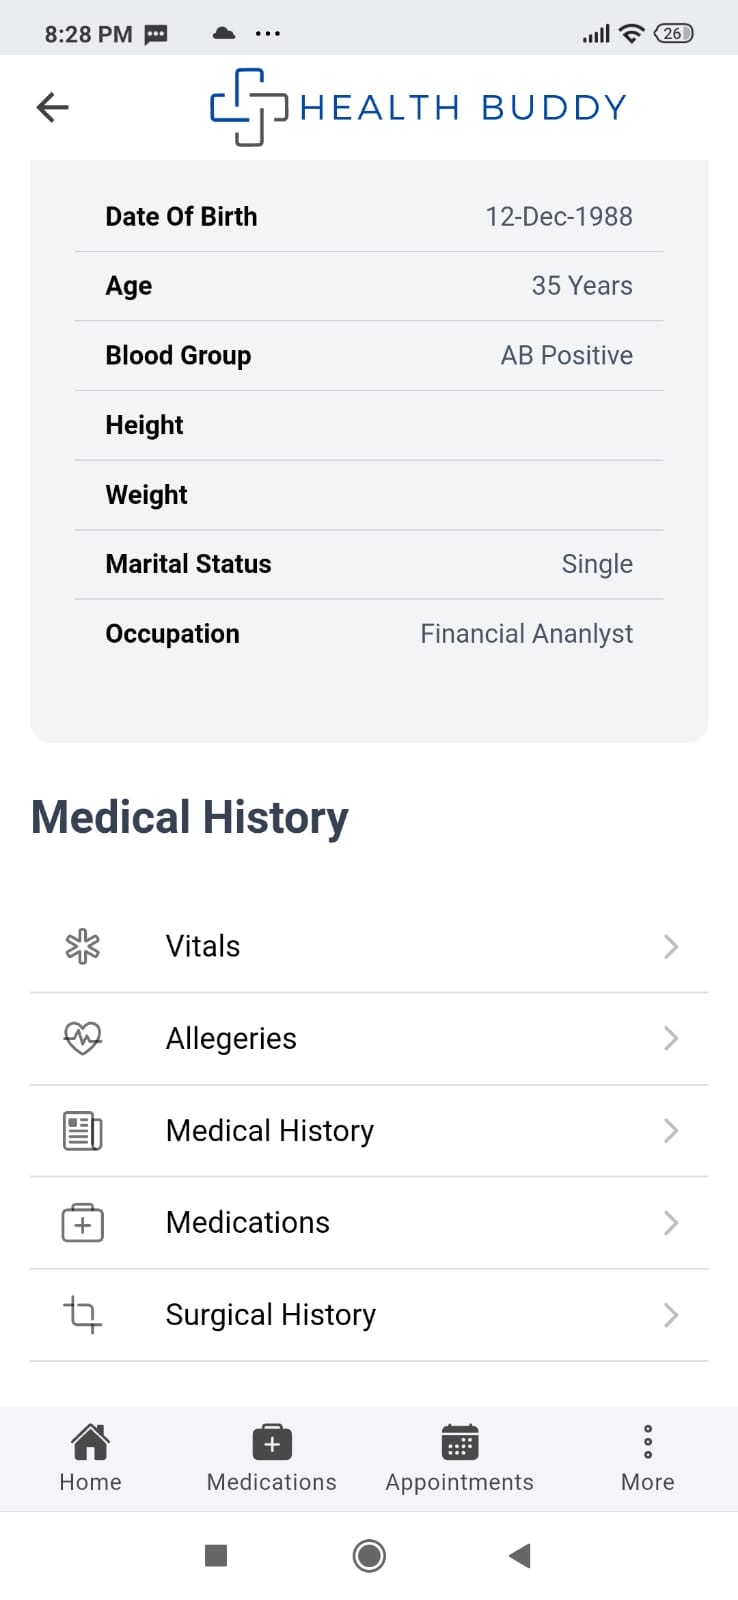 8:28 PM
26
HEALTH BUDDY
Date Of Birth 12-Dec-1988
Age 35 Years
Blood Group AB Positive
Height
Weight
Marital Status Single
Occupation Financial Ananlyst
Medical History
Vitals
Allegeries
Medical History
Medications
Surgical History
Home Medications Appointments More